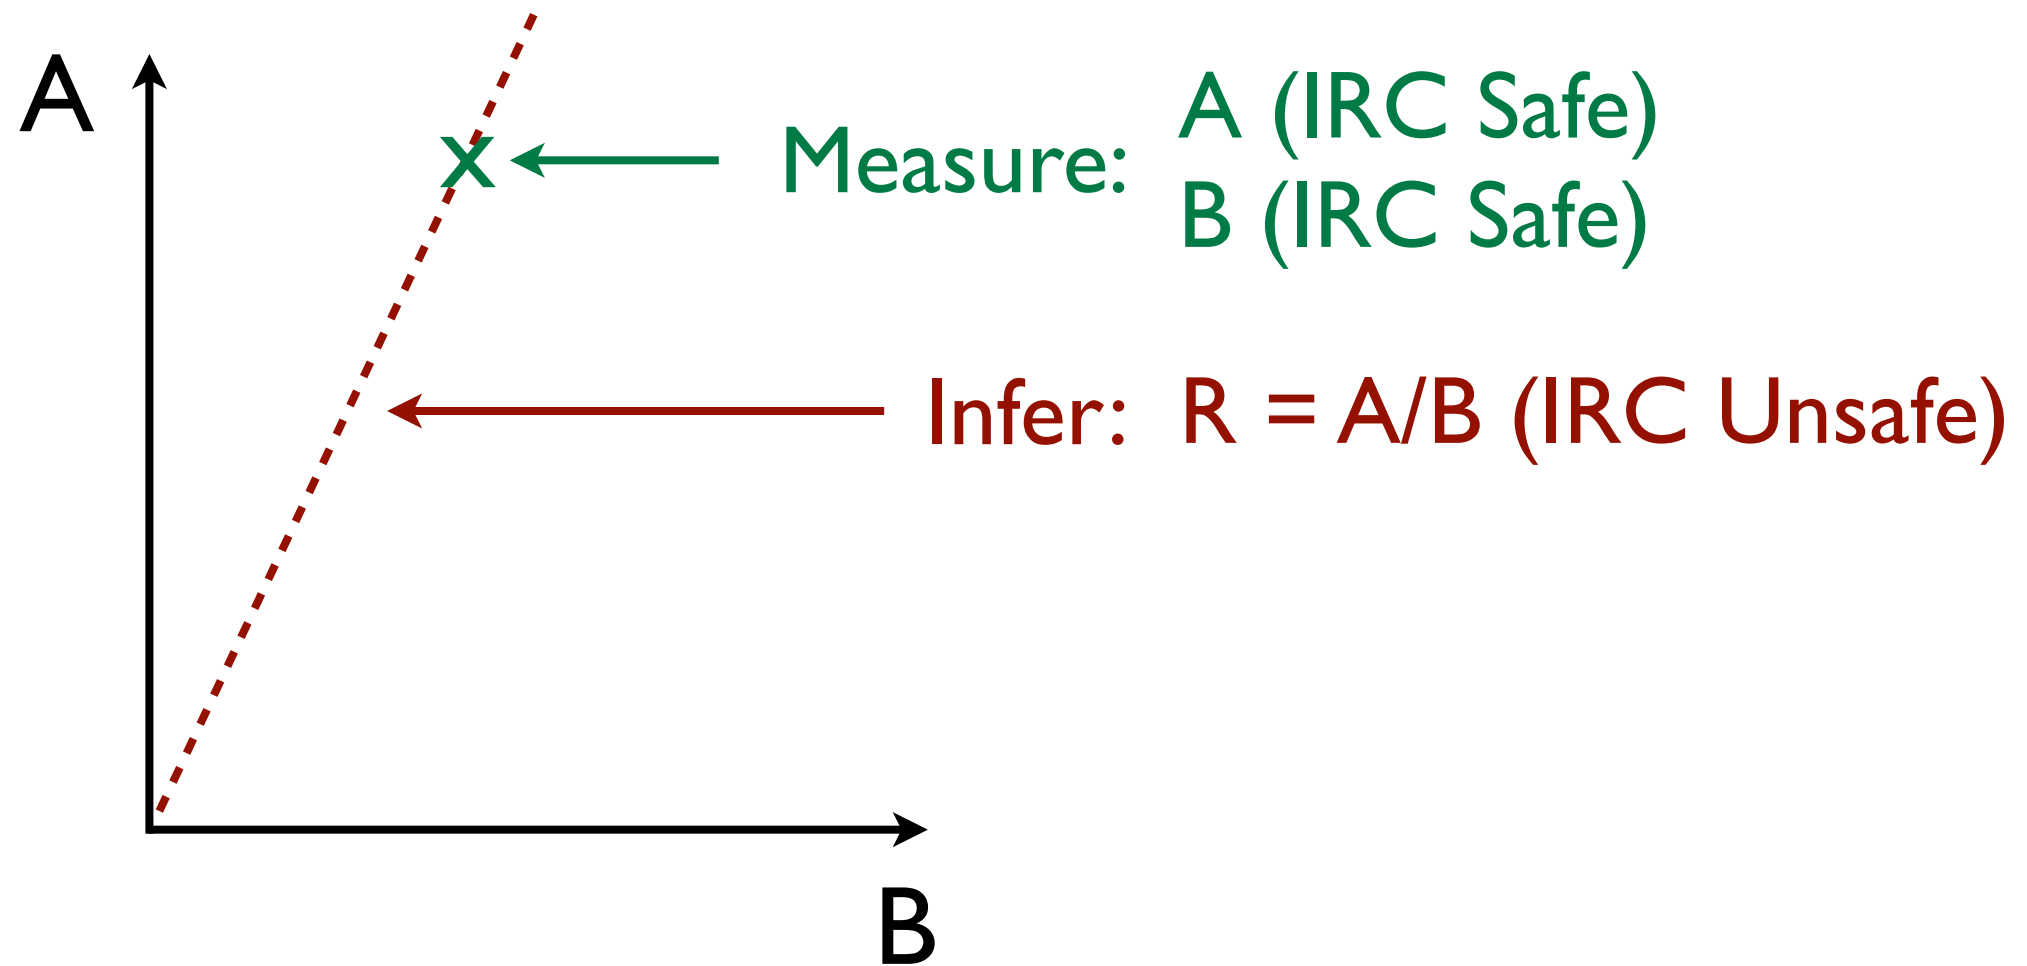 A
x
Measure: A (IRC Safe)
B (IRC Safe)
Infer: R = A/B (IRC Unsafe)
B